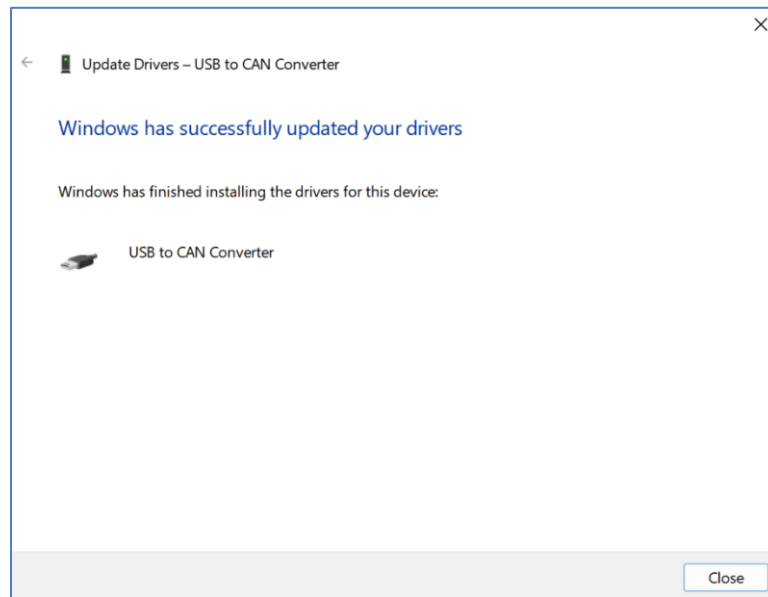 Update Drivers – USB to CAN Converter
Windows has successfully updated your drivers
Windows has finished installing the drivers for this device:
USB to CAN Converter
Close